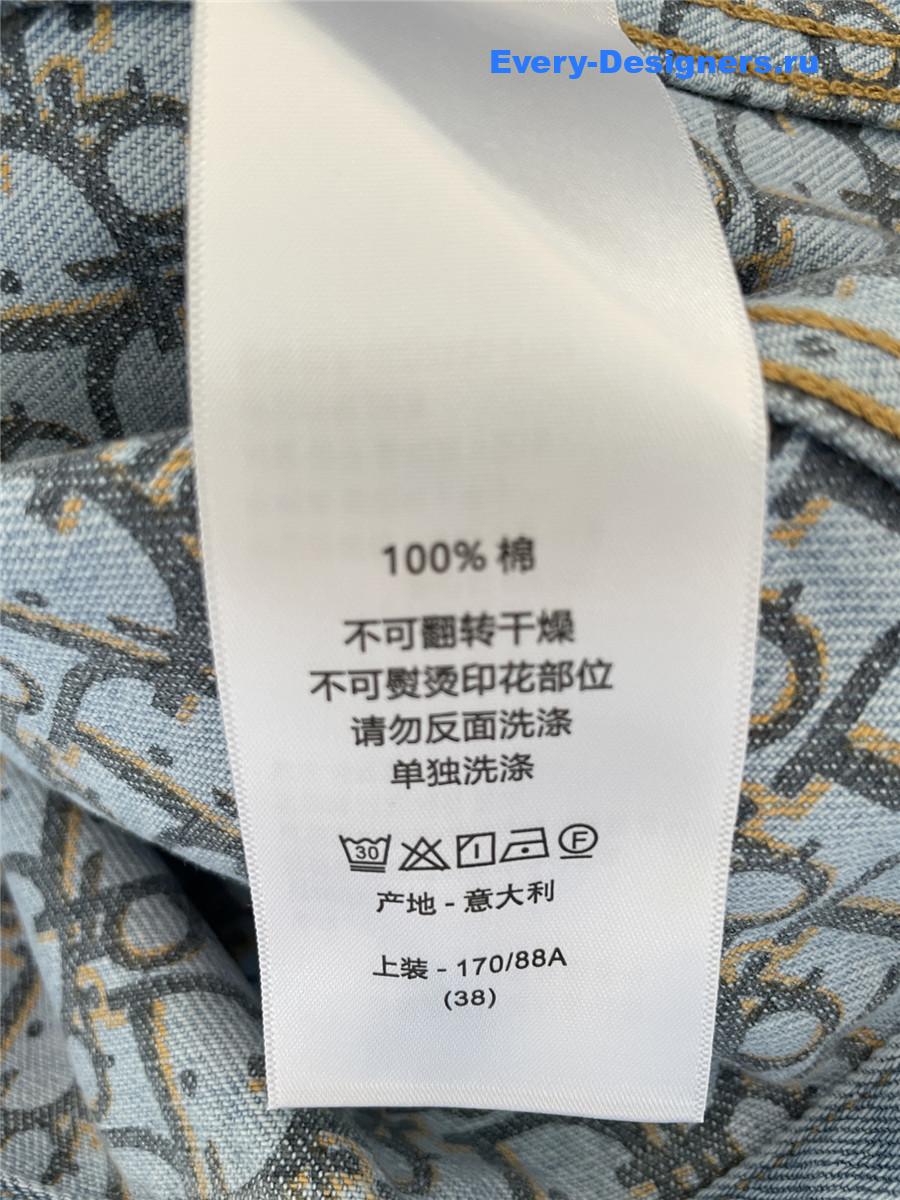 Every-Designers.ru
100% 棉
不可翻转干燥
不可熨烫印花部位
请勿反面洗涤
单独洗涤
30
F
产地 - 意大利
上装 - 170/88A
(38)